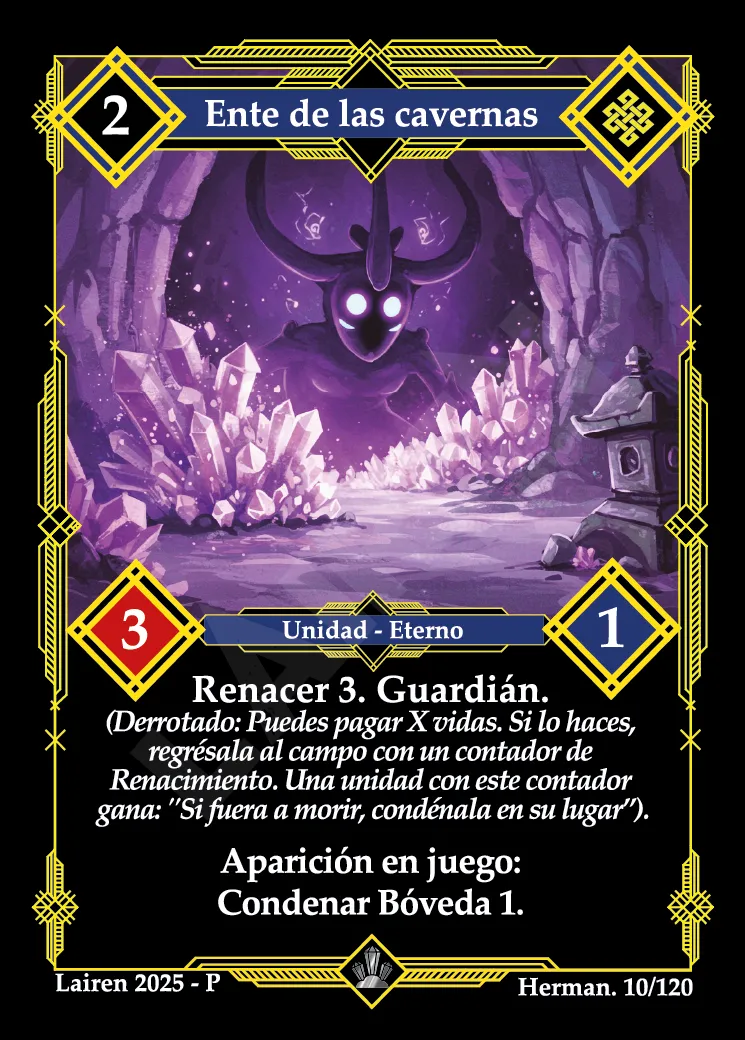 2
Ente de las cavernas
3
Unidad - Eterno
1
Renacer 3. Guardián.
(Derrotado: Puedes pagar X vidas. Si lo haces,
regrésala al campo con un contador de
Renacimiento. Una unidad con este contador
gana: "Si fuera a morir, condénala en su lugar").
Aparición en juego:
Condenar Bóveda 1.
Lairen 2025 - P
Herman. 10/120